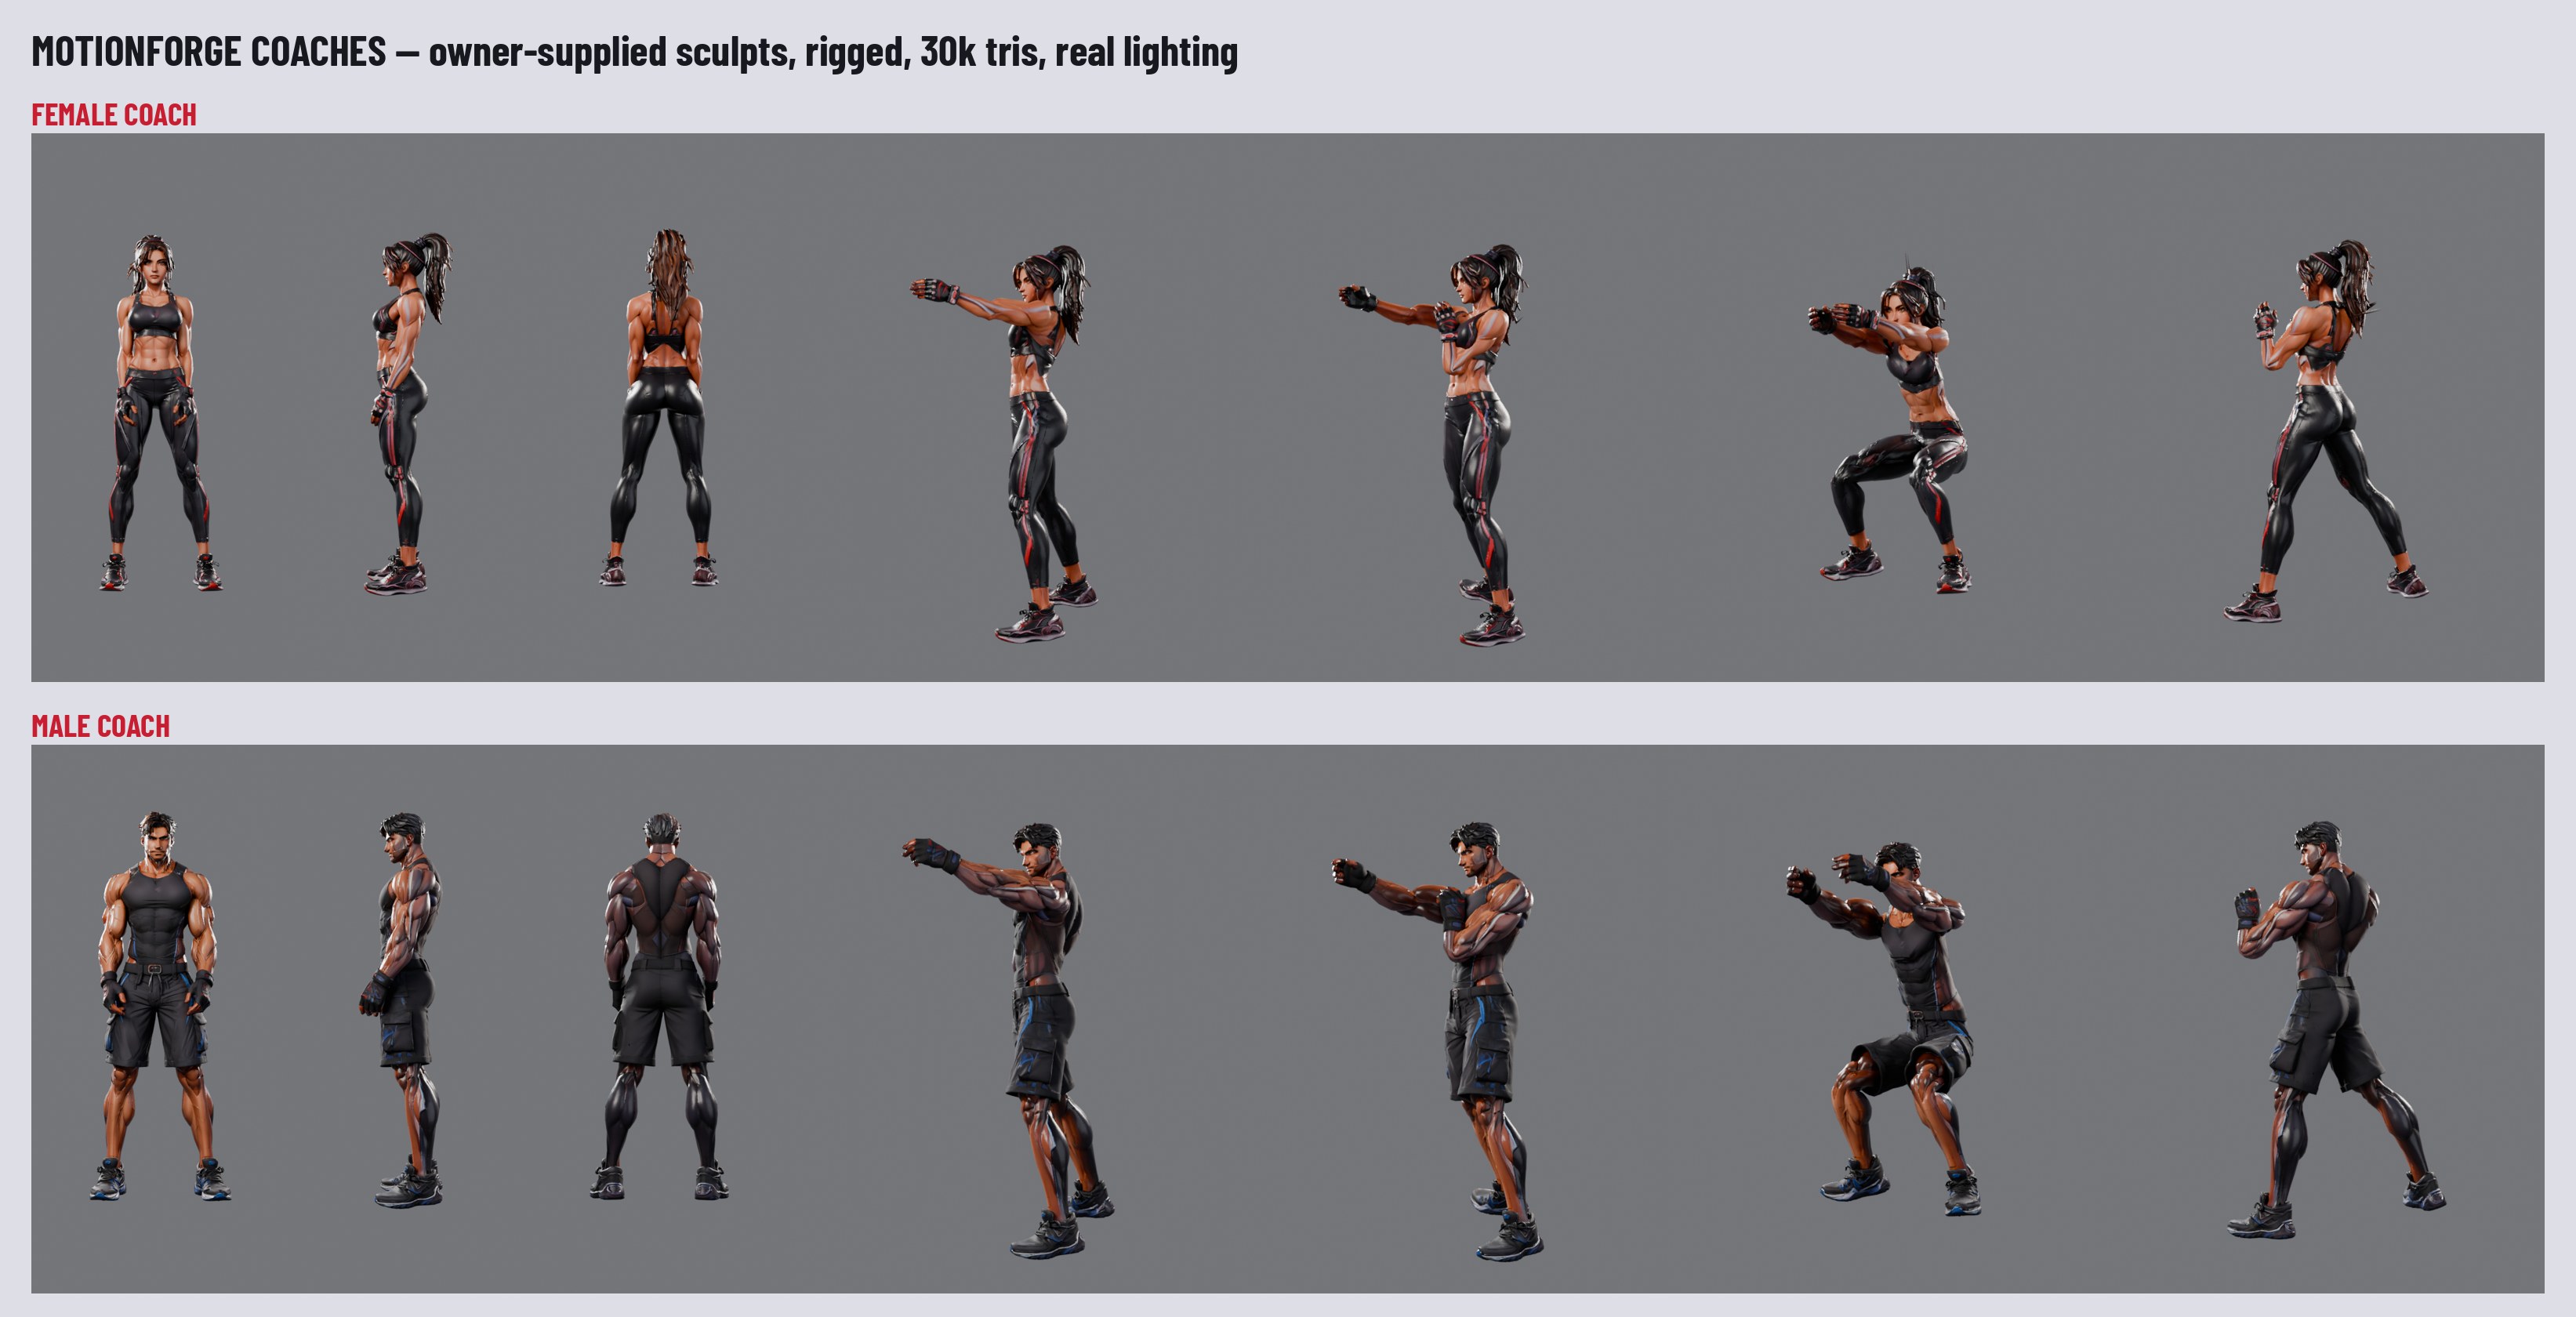 MOTIONFORGE COACHES — owner-supplied sculpts, rigged, 30k tris, real lighting
FEMALE COACH
MALE COACH